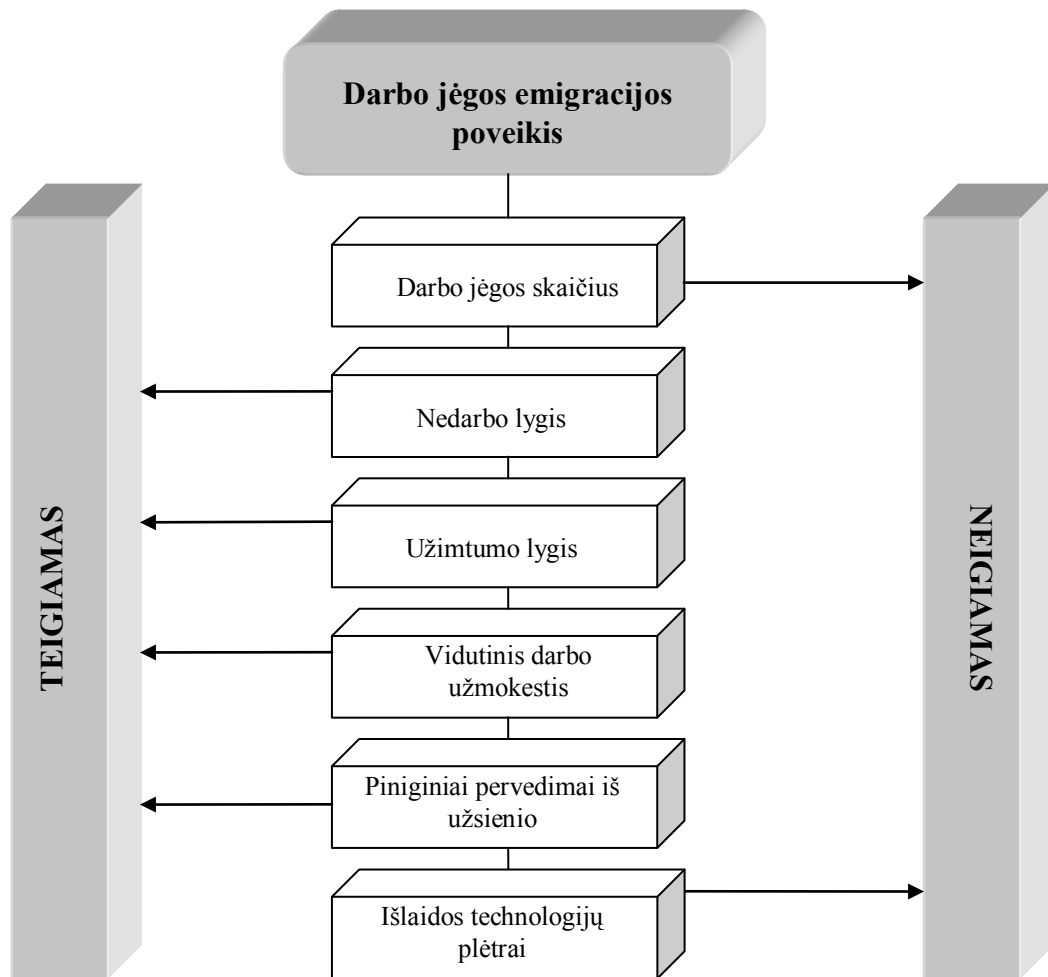 Darbo jėgos emigracijos
poveikis
Darbo jėgos skaičius
Nedarbo lygis
Užimtumo lygis
Vidutinis darbo
užmokestis
Piniginiai pervedimai iš
užsienio
Išlaidos technologijų
plėtrai
TEIGIAMAS
NEIGIAMAS